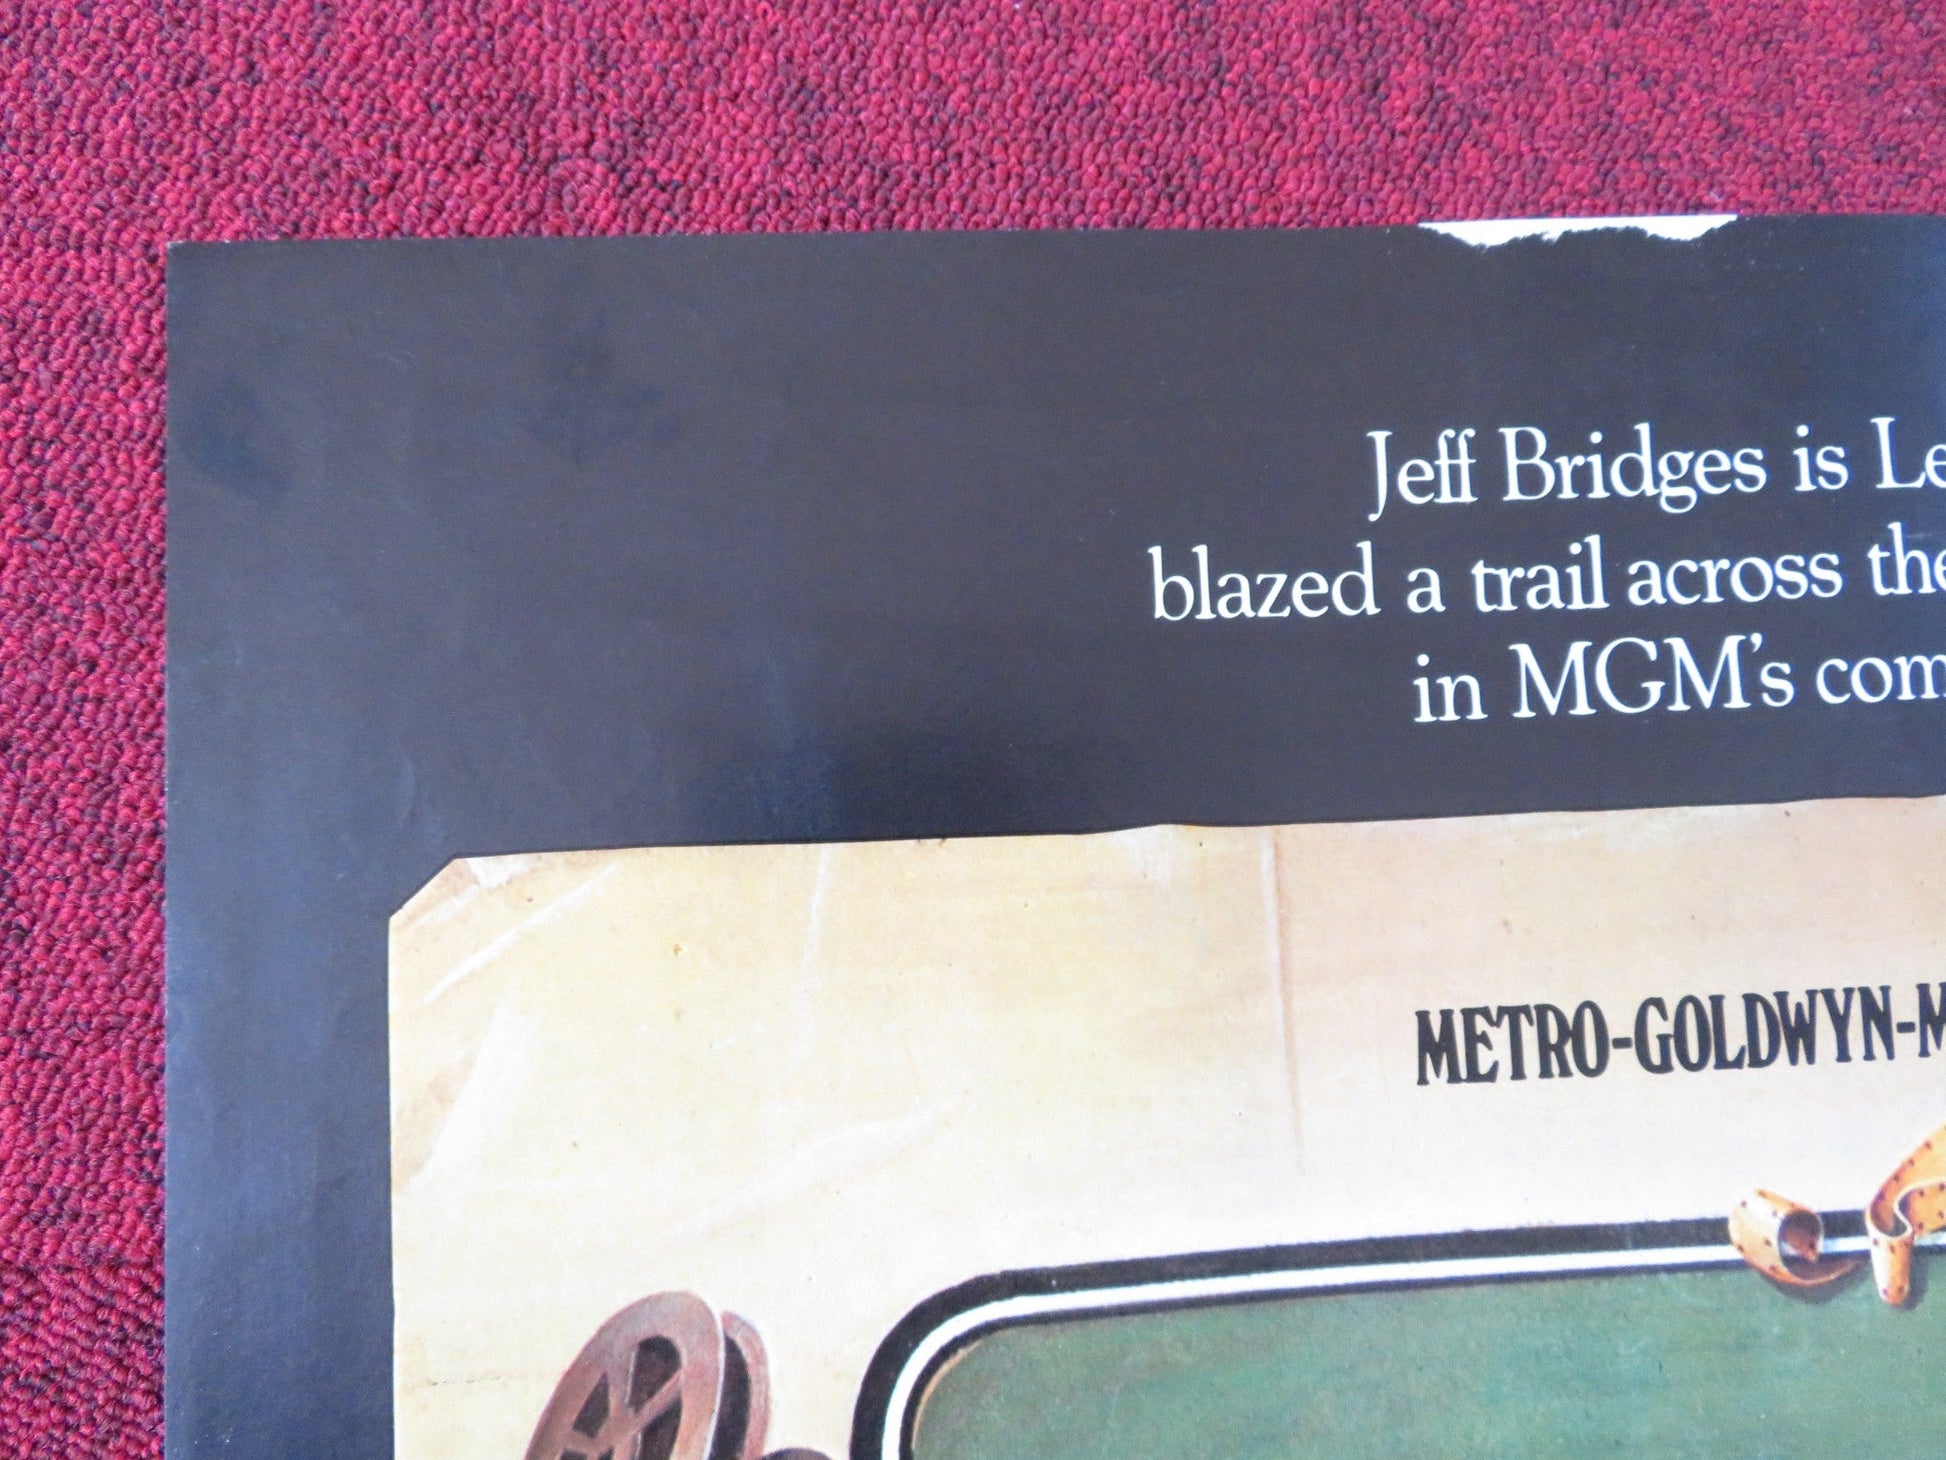 Jeff Bridges is Le
blazed a trail across the
in MGM's com
METRO-GOLDWYN-M